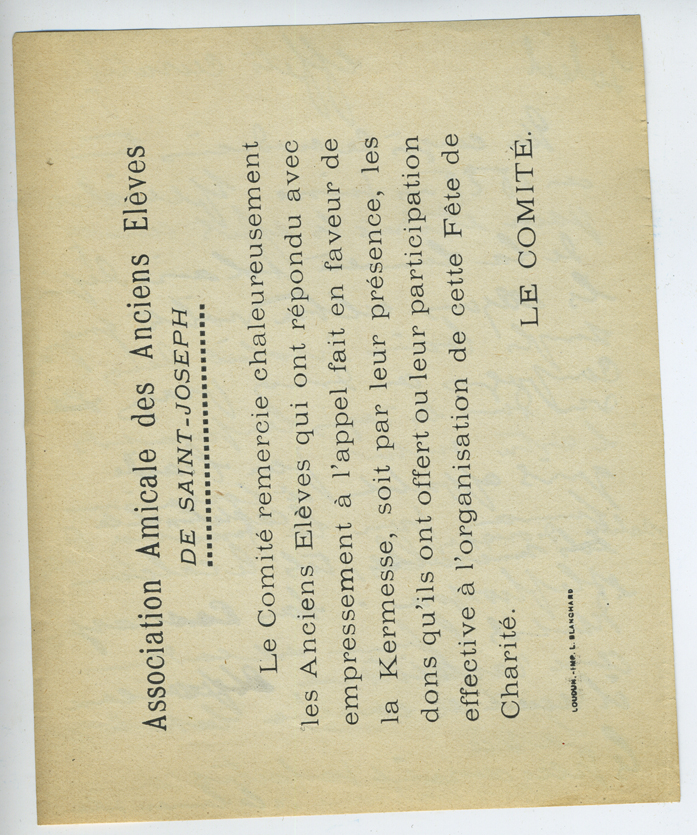 Association Amicale des Anciens Elèves
DE SAINT-JOSEPH
Le Comité remercie chaleureusement
les Anciens Elèves qui ont répondu avec
empressement à l'appel fait en faveur de
la Kermesse, soit par leur présence, les
dons qu'ils ont offert ou leur participation
effective à l'organisation de cette Fête de
Charité.
LE COMITÉ.
LOUDUN. - IMP. L. BLANCHARD